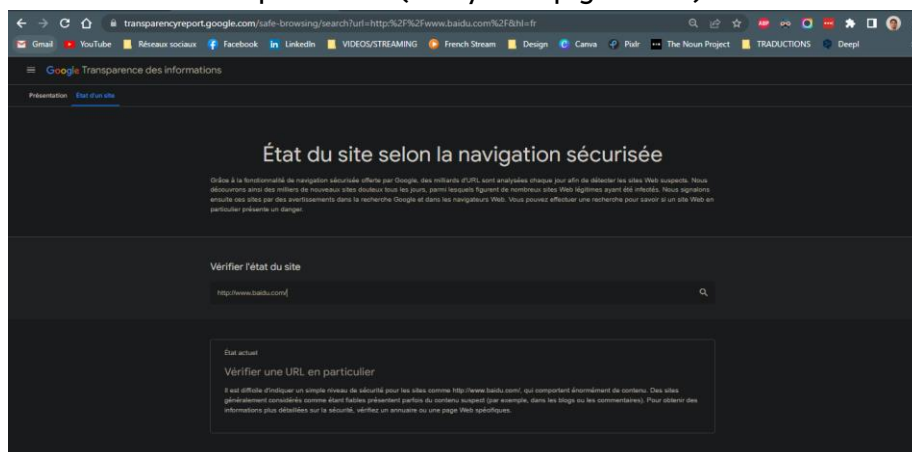 transparencyreport.google.com/safe-browsing/search?url=http:%2F%2Fwww.baidu.com%2F&hl=fr
Gmail YouTube Réseaux sociaux Facebook LinkedIn VIDEOS/STREAMING French Stream Design Canva Pixlr The Noun Project TRADUCTIONS Deepl
Google Transparence des informations
Présentation État d'un site
État du site selon la navigation sécurisée
Grâce à la fonctionnalité de navigation sécurisée offerte par Google, des milliards d'URL sont analysées chaque jour afin de détecter les sites Web suspects. Nous
découvrons ainsi des milliers de nouveaux sites douteux tous les jours, parmi lesquels figurent de nombreux sites Web légitimes ayant été infectés. Nous signalons
ensuite ces sites par des avertissements dans la recherche Google et dans les navigateurs Web. Vous pouvez effectuer une recherche pour savoir si un site Web en
particulier présente un danger.
Vérifier l'état du site
http://www.baidu.com/
État actuel
Vérifier une URL en particulier
Il est difficile d'indiquer un simple niveau de sécurité pour les sites comme http://www.baidu.com/, qui comportent énormément de contenu. Des sites
généralement considérés comme étant fiables présentent parfois du contenu suspect (par exemple, dans les blogs ou les commentaires). Pour obtenir des
informations plus détaillées sur la sécurité, vérifiez un annuaire ou une page Web spécifiques.